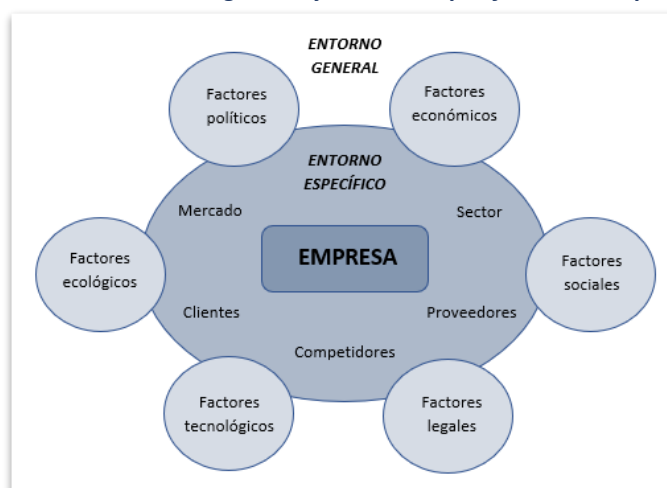 ENTORNO
GENERAL
Factores
políticos
Factores
económicos
ENTORNO
ESPECÍFICO
Mercado
Sector
EMPRESA
Factores
ecológicos
Factores
sociales
Clientes
Proveedores
Competidores
Factores
tecnológicos
Factores
legales